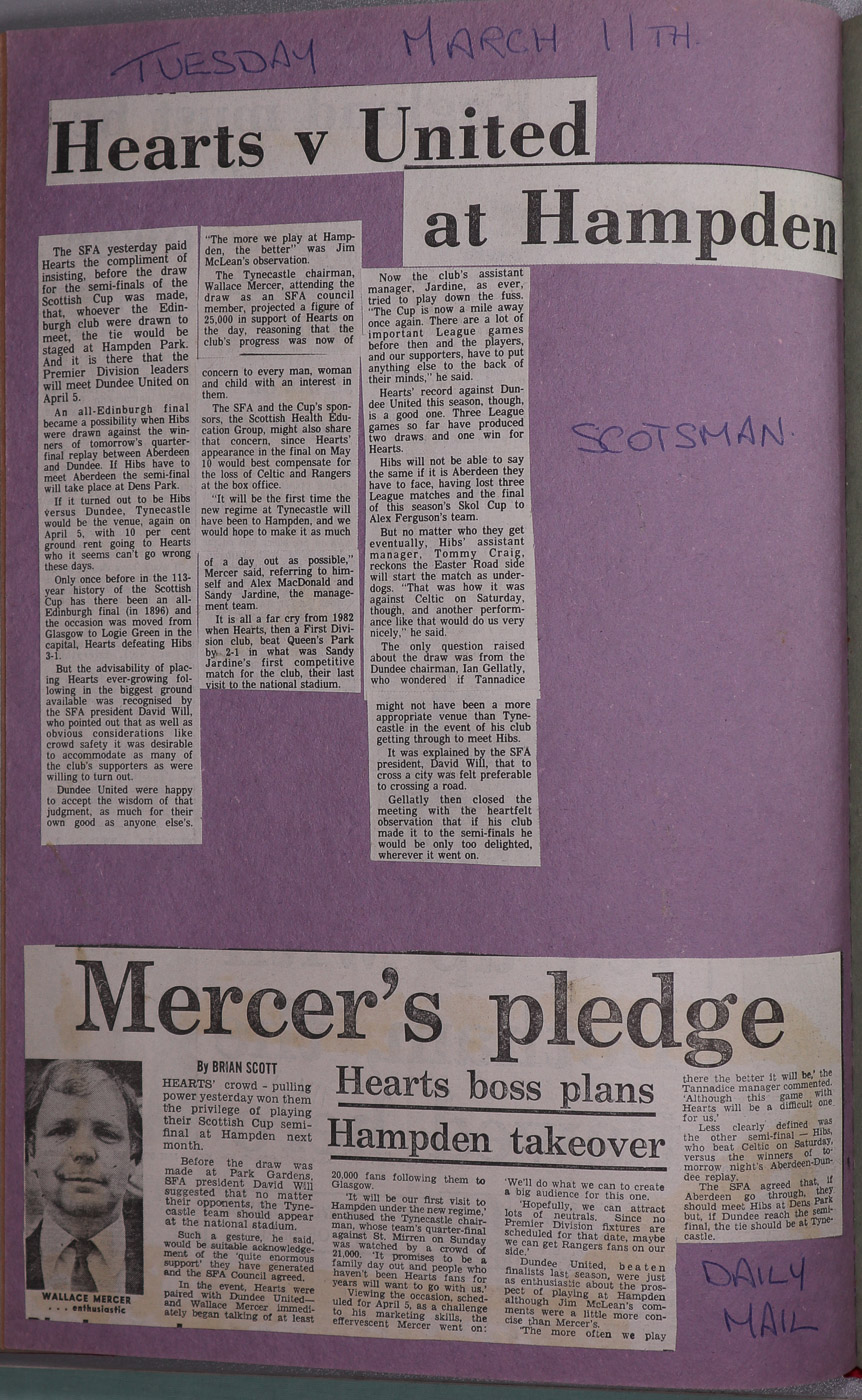 TUESDAY MARCH 11TH.
Hearts v United
at Hampden
The SFA yesterday paid
Hearts the compliment of
insisting, before the draw
for the semi-finals of the
Scottish Cup was made,
that, whoever the Edin-
burgh club were drawn to
meet, the tie would be
staged at Hampden Park.
And it is there that the
Premier Division leaders
will meet Dundee United on
April 5.
An all-Edinburgh final
became a possibility when Hibs
were drawn against the win-
ners of tomorrow's quarter-
final replay between Aberdeen
and Dundee. If Hibs have to
meet Aberdeen the semi-final
will take place at Dens Park.
If it turned out to be Hibs
versus Dundee, Tynecastle
would be the venue, again on
April 5, with 10 per cent
ground rent going to Hearts
who it seems can't go wrong
these days.
Only once before in the 113-
year history of the Scottish
Cup has there been an all-
Edinburgh final (in 1896) and
the occasion was moved from
Glasgow to Logie Green in the
capital, Hearts defeating Hibs
3-1.
But the advisability of plac-
ing Hearts ever-growing fol-
lowing in the biggest ground
available was recognised by
the SFA president David Will,
who pointed out that as well as
obvious considerations like
crowd safety it was desirable
to accommodate as many of
the club's supporters as were
willing to turn out.
Dundee United were happy
to accept the wisdom of that
judgment, as much for their
own good as anyone else's.
"The more we play at Hamp-
den, the better" was Jim
McLean's observation.
The Tynecastle chairman,
Wallace Mercer, attending the
draw as an SFA council
member, projected a figure of
25,000 in support of Hearts on
the day, reasoning that the
club's progress was now of
concern to every man, woman
and child with an interest in
them.
The SFA and the Cup's spon-
sors, the Scottish Health Edu-
cation Group, might also share
that concern, since Hearts'
appearance in the final on May
10 would best compensate for
the loss of Celtic and Rangers
at the box office.
"It will be the first time the
new regime at Tynecastle will
have been to Hampden, and we
would hope to make it as much
of a day out as possible,"
Mercer said, referring to him-
self and Alex MacDonald and
Sandy Jardine, the manage-
ment team.
It is all a far cry from 1982
when Hearts, then a First Divi-
sion club, beat Queen's Park
by 2-1 in what was Sandy
Jardine's first competitive
match for the club, their last
visit to the national stadium.
Now the club's assistant
manager, Jardine, as ever,
tried to play down the fuss.
"The Cup is now a mile away
once again. There are a lot of
important League games
before then and the players,
and our supporters, have to put
anything else to the back of
their minds," he said.
Hearts' record against Dun-
dee United this season, though,
is a good one. Three League
games so far have produced
two draws and one win for
Hearts.
Hibs will not be able to say
the same if it is Aberdeen they
have to face, having lost three
League matches and the final
of this season's Skol Cup to
Alex Ferguson's team.
But no matter who they get
eventually, Hibs' assistant
manager, Tommy Craig,
reckons the Easter Road side
will start the match as under-
dogs. "That was how it was
against Celtic on Saturday,
though, and another perform-
ance like that would do us very
nicely," he said.
The only question raised
about the draw was from the
Dundee chairman, Ian Gellatly,
who wondered if Tannadice
might not have been a more
appropriate venue than Tyne-
castle in the event of his club
getting through to meet Hibs.
It was explained by the SFA
president, David Will, that to
cross a city was felt preferable
to crossing a road.
Gellatly then closed the
meeting with the heartfelt
observation that if his club
made it to the semi-finals he
would be only too delighted,
wherever it went on.
SCOTSMAN.
Mercer's pledge
WALLACE MERCER
. . . enthusiastic
By BRIAN SCOTT
Hearts boss plans
Hampden takeover
HEARTS' crowd - pulling
power yesterday won them
the privilege of playing
their Scottish Cup semi-
final at Hampden next
month.
Before the draw was
made at Park Gardens,
SFA president David Will
suggested that no matter
their opponents, the Tyne-
castle team should appear
at the national stadium.
Such a gesture, he said,
would be suitable acknowledge-
ment of the 'quite enormous
support' they have generated
and the SFA Council agreed.
In the event, Hearts were
paired with Dundee United—
and Wallace Mercer immedi-
ately began talking of at least
20,000 fans following them to
Glasgow.
'It will be our first visit to
Hampden under the new regime,'
enthused the Tynecastle chair-
man, whose team's quarter-final
against St. Mirren on Sunday
was watched by a crowd of
21,000. 'It promises to be a
family day out and people who
haven't been Hearts fans for
years will want to go with us.'
Viewing the occasion, sched-
uled for April 5, as a challenge
to his marketing skills, the
effervescent Mercer went on:
'We'll do what we can to create
a big audience for this one.
'Hopefully, we can attract
lots of neutrals. Since no
Premier Division fixtures are
scheduled for that date, maybe
we can get Rangers fans on our
side.'
Dundee United, beaten
finalists last season, were just
as enthusiastic about the pros-
pect of playing at Hampden
although Jim McLean's com-
ments were a little more con-
cise than Mercer's.
'The more often we play
there the better it will be,' the
Tannadice manager commented.
'Although this game with
Hearts will be a difficult one
for us.'
Less clearly defined was
the other semi-final — Hibs,
who beat Celtic on Saturday,
versus the winners of to-
morrow night's Aberdeen-Dun-
dee replay.
The SFA agreed that, if
Aberdeen go through, they
should meet Hibs at Dens Park
but, if Dundee reach the semi-
final, the tie should be at Tyne-
castle.
DAILY
MAIL